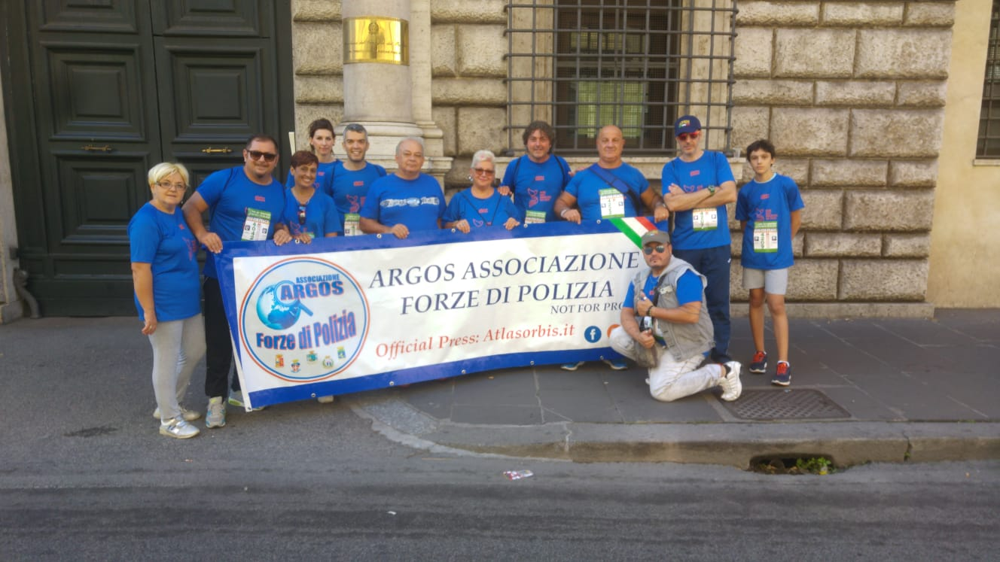 ARGOS ASSOCIAZIONE
FORZE DI POLIZIA
NOT FOR PRO
Official Press: Atlasorbis.it
f
ASSOCIAZIONE
ARGOS
Forze di Polizia